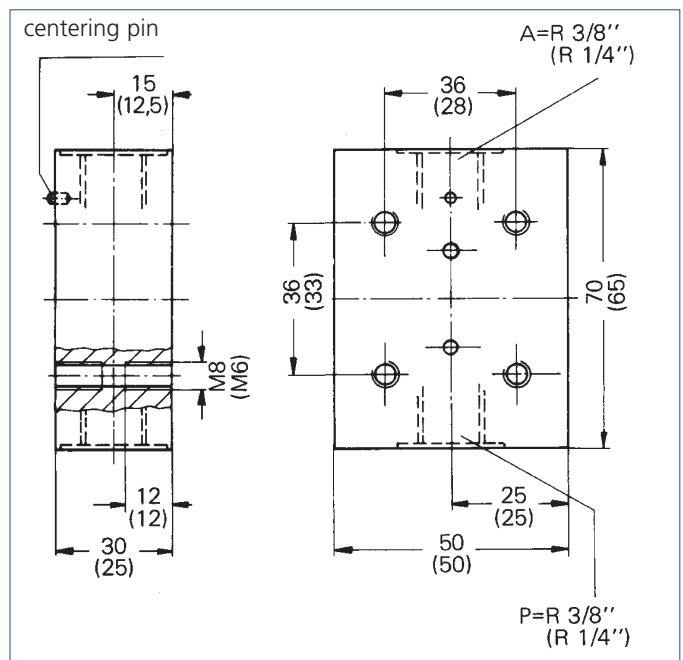 centering pin
A=R 3/8''
(R 1/4'')
15
(12,5)
36
(28)
36
(33)
70
(65)
M8
(M6)
12
(12)
25
(25)
30
(25)
50
(50)
P=R 3/8''
(R 1/4'')